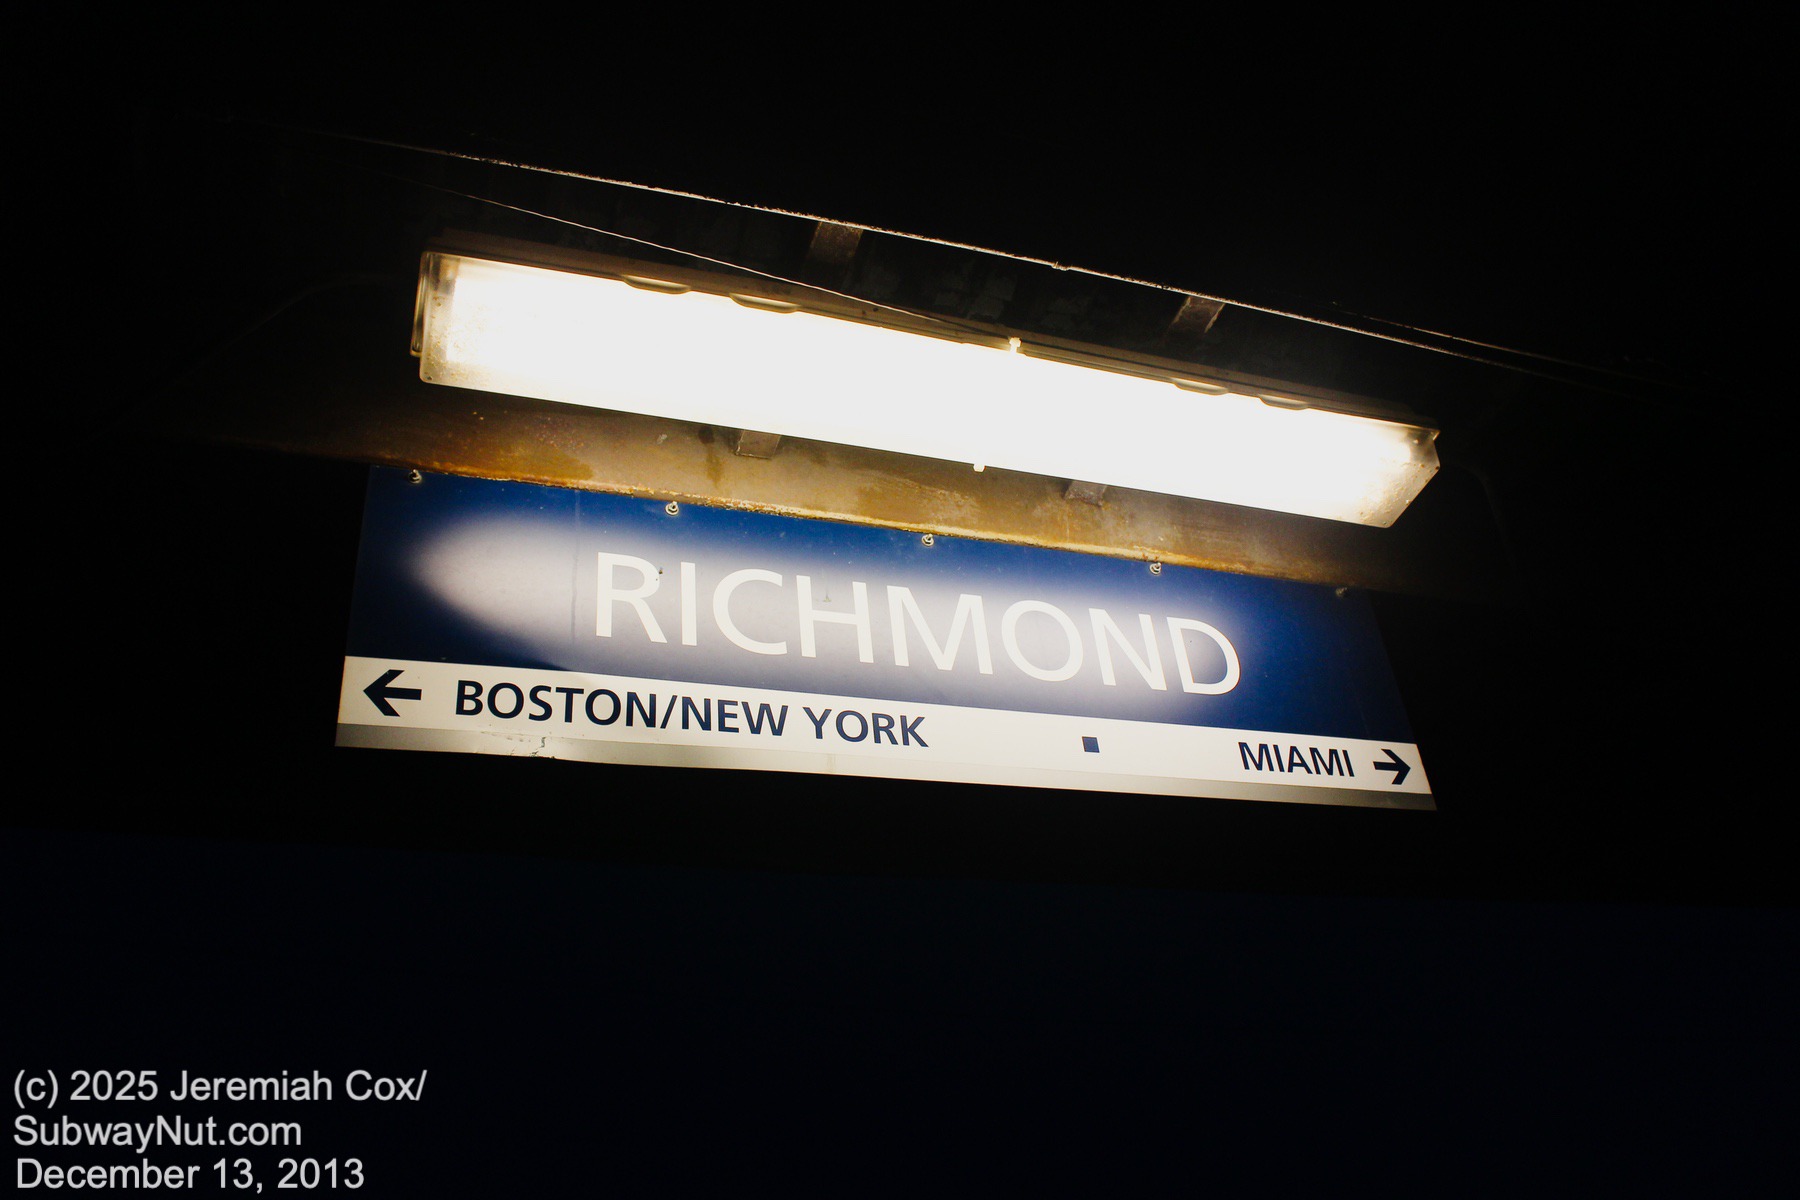 RICHMOND
← BOSTON/NEW YORK ▪ MIAMI →
(c) 2025 Jeremiah Cox/
SubwayNut.com
December 13, 2013